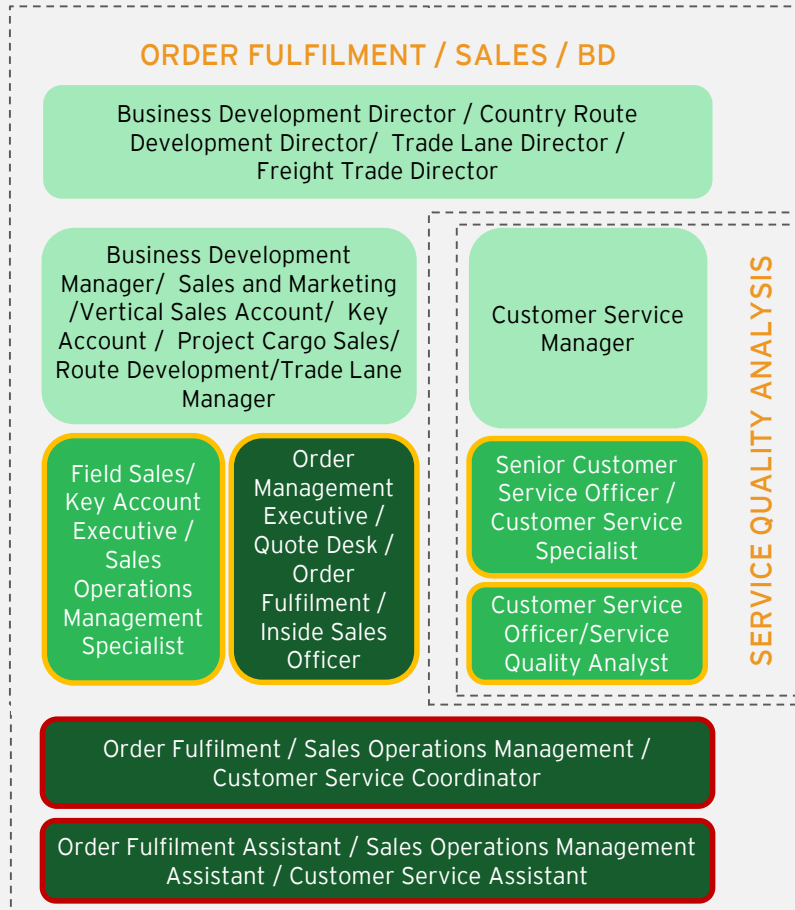 ORDER FULFILMENT / SALES / BD
Business Development Director / Country Route
Development Director/ Trade Lane Director /
Freight Trade Director
Business Development
Manager/ Sales and Marketing
/Vertical Sales Account/ Key
Account / Project Cargo Sales/
Route Development/Trade Lane
Manager
Customer Service
Manager
SERVICE QUALITY ANALYSIS
Field Sales/
Key Account
Executive /
Sales
Operations
Management
Specialist
Order
Management
Executive /
Quote Desk /
Order
Fulfilment /
Inside Sales
Officer
Senior Customer
Service Officer /
Customer Service
Specialist
Customer Service
Officer/Service
Quality Analyst
Order Fulfilment / Sales Operations Management /
Customer Service Coordinator
Order Fulfilment Assistant / Sales Operations Management
Assistant / Customer Service Assistant